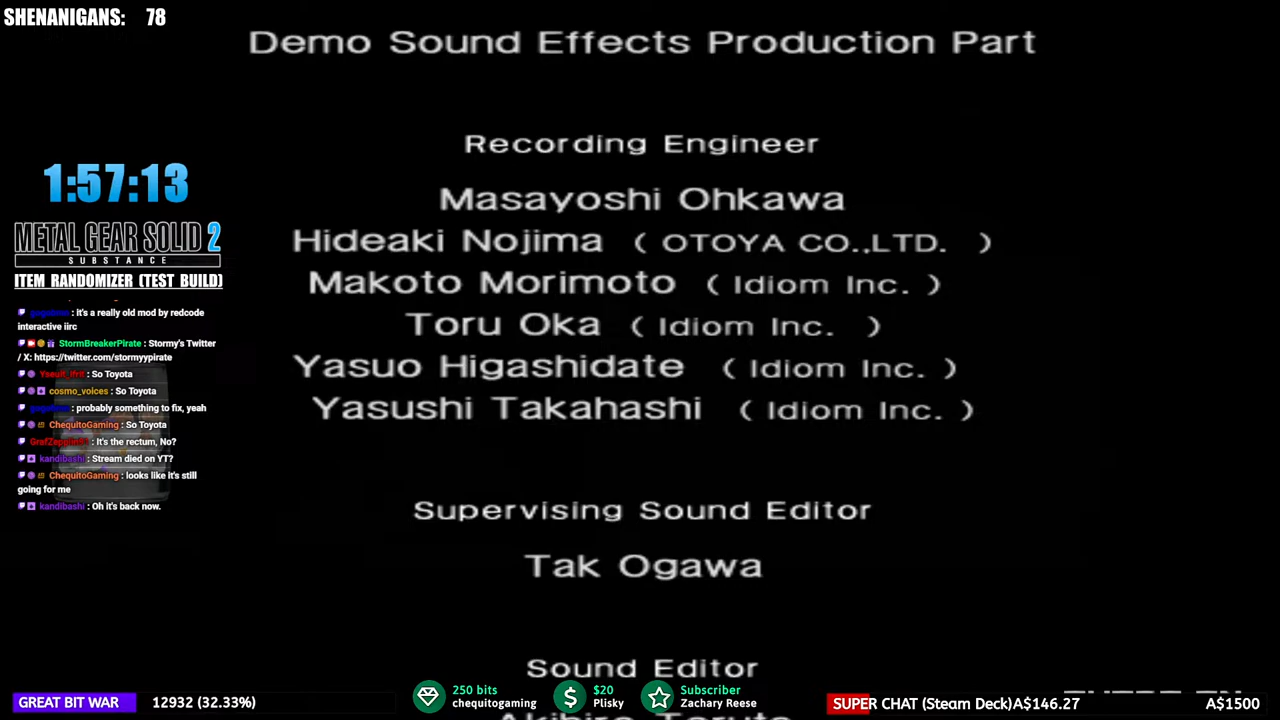 SHENANIGANS: 78
Demo Sound Effects Production Part
Recording Engineer
Masayoshi Ohkawa
Hideaki Nojima ( OTOYA CO.,LTD. )
Makoto Morimoto ( Idiom Inc. )
Toru Oka ( Idiom Inc. )
Yasuo Higashidate ( Idiom Inc. )
Yasushi Takahashi ( Idiom Inc. )
Supervising Sound Editor
Tak Ogawa
Sound Editor
1:57:13
METAL GEAR SOLID 2
SUBSTANCE
ITEM RANDOMIZER (TEST BUILD)
: it's a really old mod by redcode
interactive iirc
StormBreakerPirate : Stormy's Twitter
/ X: https://twitter.com/stormyypirate
Yseult_Ifrit : So Toyota
cosmo_voices : So Toyota
: probably something to fix, yeah
ChequitoGaming : So Toyota
: It's the rectum, No?
kandibashi : Stream died on YT?
ChequitoGaming : looks like it's still
going for me
kandibashi : Oh it's back now.
GREAT BIT WAR 12932 (32.33%)
250 bits
chequitogaming
$20
Plisky
Subscriber
Zachary Reese
SUPER CHAT (Steam Deck)A$146.27 A$1500